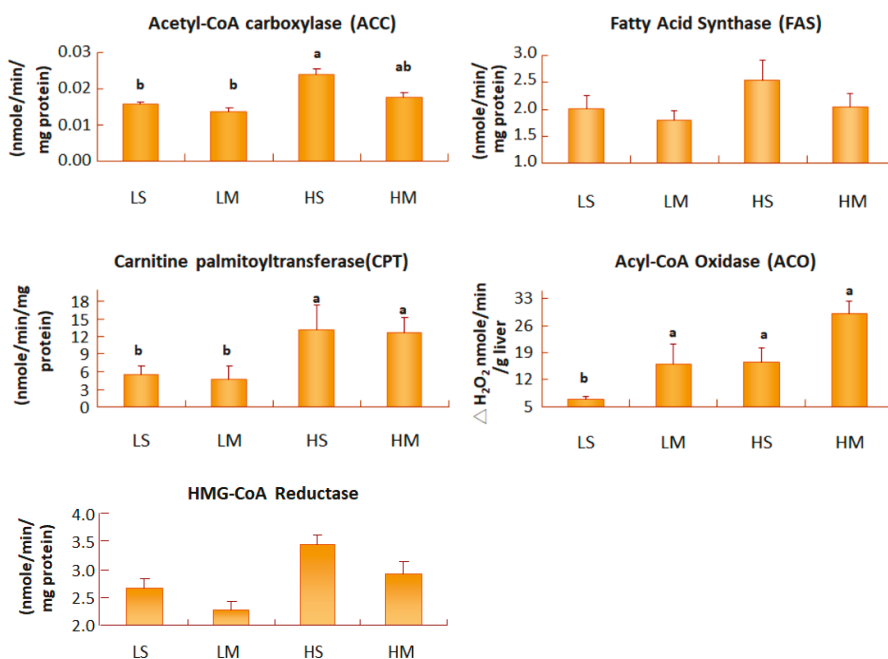 Acetyl-CoA carboxylase (ACC)
(nmole/min/
mg protein)
0.03
0.02
0.01
0.00
b
b
a
ab
LS
LM
HS
HM
Fatty Acid Synthase (FAS)
(nmole/min/
mg protein)
3.0
2.5
2.0
1.5
1.0
LS
LM
HS
HM
Carnitine palmitoyltransferase(CPT)
(nmole/min/mg
protein)
18
15
12
9
6
3
0
b
b
a
a
LS
LM
HS
HM
Acyl-CoA Oxidase (ACO)
△ H₂O₂ nmole/min
/g liver
33
26
19
12
5
b
a
a
a
LS
LM
HS
HM
HMG-CoA Reductase
(nmole/min/
mg protein)
4.0
3.5
3.0
2.5
2.0
LS
LM
HS
HM